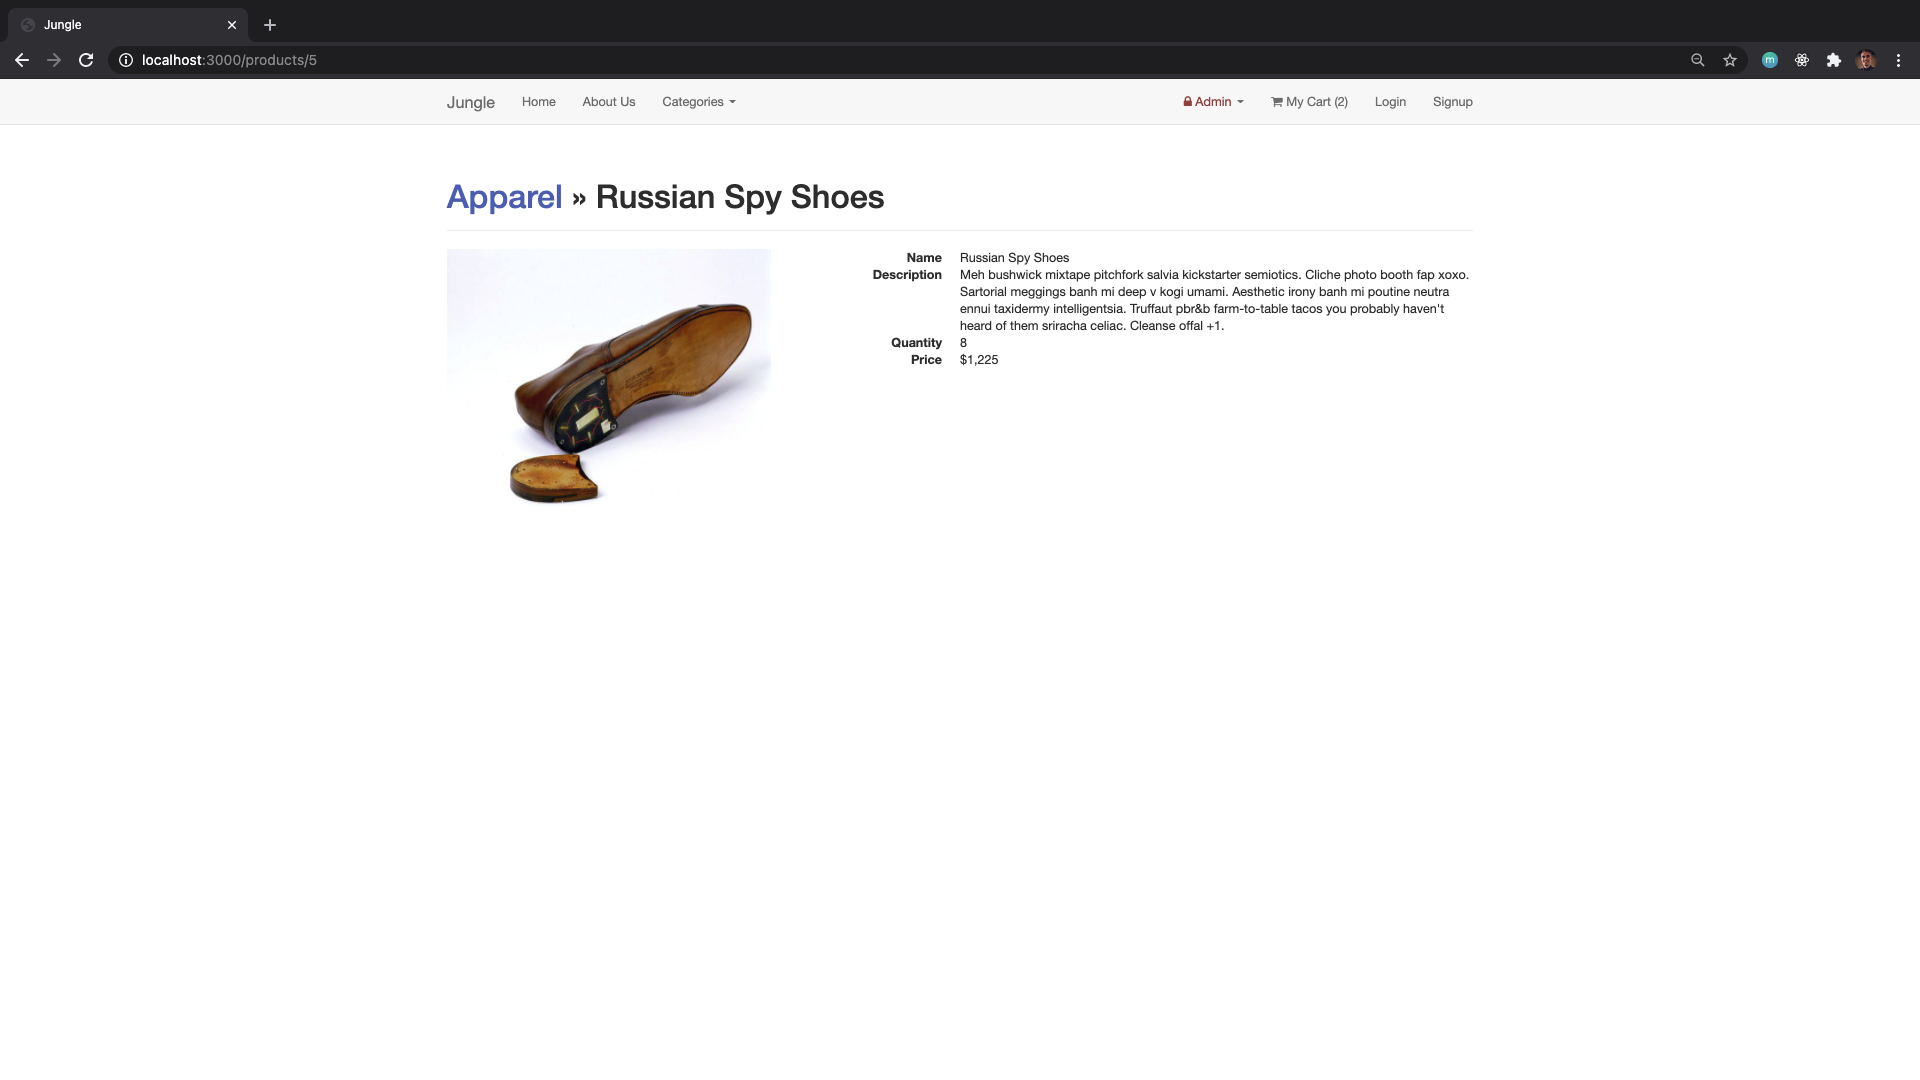 Jungle
localhost:3000/products/5
m
Jungle Home About Us Categories Admin My Cart (2) Login Signup
Apparel » Russian Spy Shoes
Name Russian Spy Shoes
Description Meh bushwick mixtape pitchfork salvia kickstarter semiotics. Cliche photo booth fap xoxo.
Sartorial meggings banh mi deep v kogi umami. Aesthetic irony banh mi poutine neutra
ennui taxidermy intelligentsia. Truffaut pbr&b farm-to-table tacos you probably haven't
heard of them sriracha celiac. Cleanse offal +1.
Quantity 8
Price $1,225